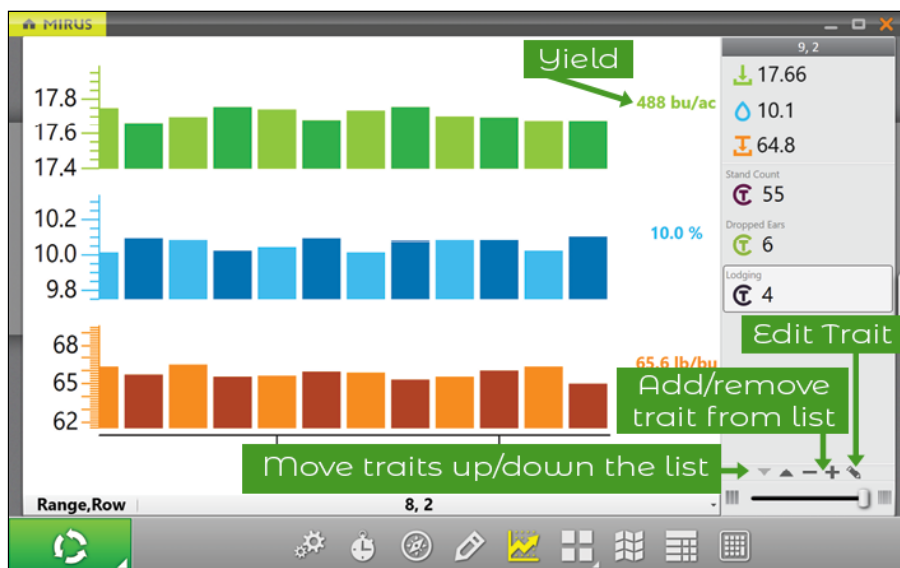 MIRUS
9, 2
Yield
17.8
17.6
17.4
488 bu/ac
17.66
10.1
64.8
Stand Count
55
Dropped Ears
6
Lodging
4
10.2
10.0
9.8
10.0 %
68
65
62
65.6 lb/bu
Edit Trait
Add/remove
trait from list
Move traits up/down the list
Range,Row
8, 2